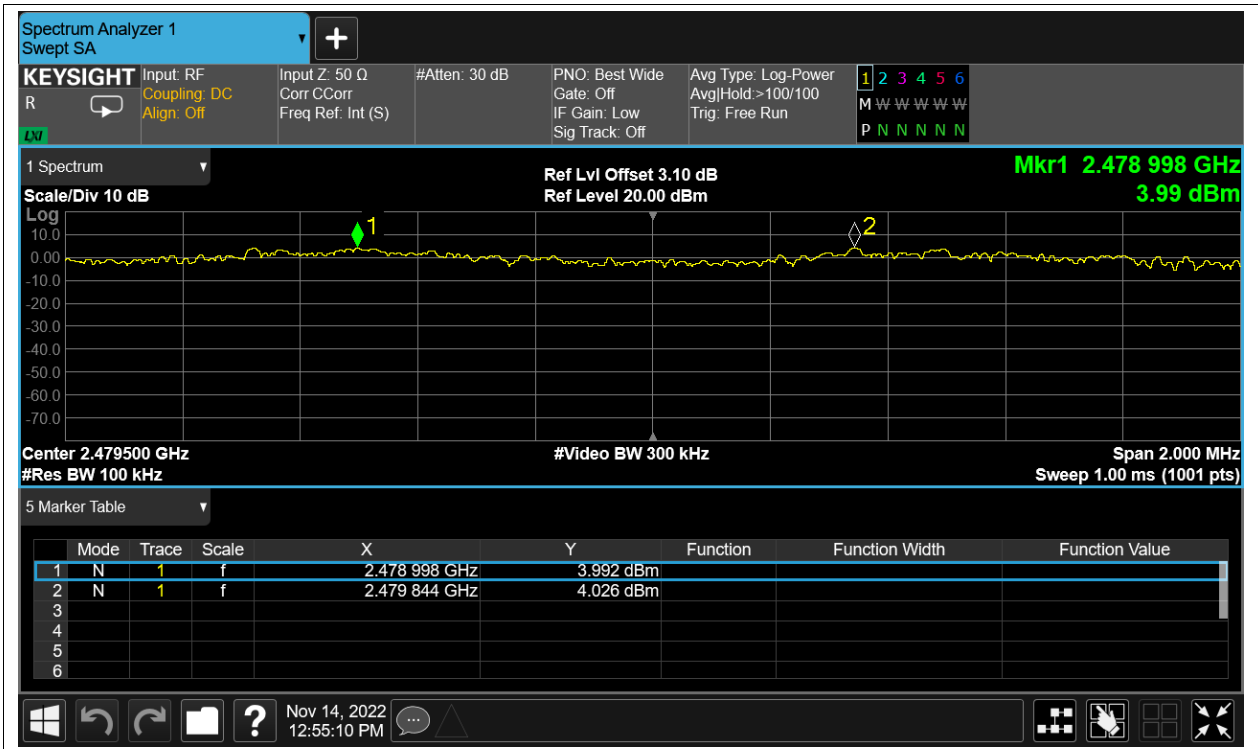 Spectrum Analyzer 1
Swept SA
KEYSIGHT
R
LXI
Input: RF
Coupling: DC
Align: Off
Input Z: 50 Ω
Corr CCorr
Freq Ref: Int (S)
#Atten: 30 dB
PNO: Best Wide
Gate: Off
IF Gain: Low
Sig Track: Off
Avg Type: Log-Power
Avg|Hold:>100/100
Trig: Free Run
1 2 3 4 5 6
M W W W W W
P N N N N N
1 Spectrum
Scale/Div 10 dB
Ref Lvl Offset 3.10 dB
Ref Level 20.00 dBm
Mkr1 2.478 998 GHz
3.99 dBm
Log
1 2
10.0
0.00
-10.0
-20.0
-30.0
-40.0
-50.0
-60.0
-70.0
Center 2.479500 GHz #Video BW 300 kHz Span 2.000 MHz
#Res BW 100 kHz Sweep 1.00 ms (1001 pts)
5 Marker Table
Mode Trace Scale X Y Function Function Width Function Value
1 N 1 f 2.478 998 GHz 3.992 dBm
2 N 1 f 2.479 844 GHz 4.026 dBm
3
4
5
6
?
Nov 14, 2022
12:55:10 PM